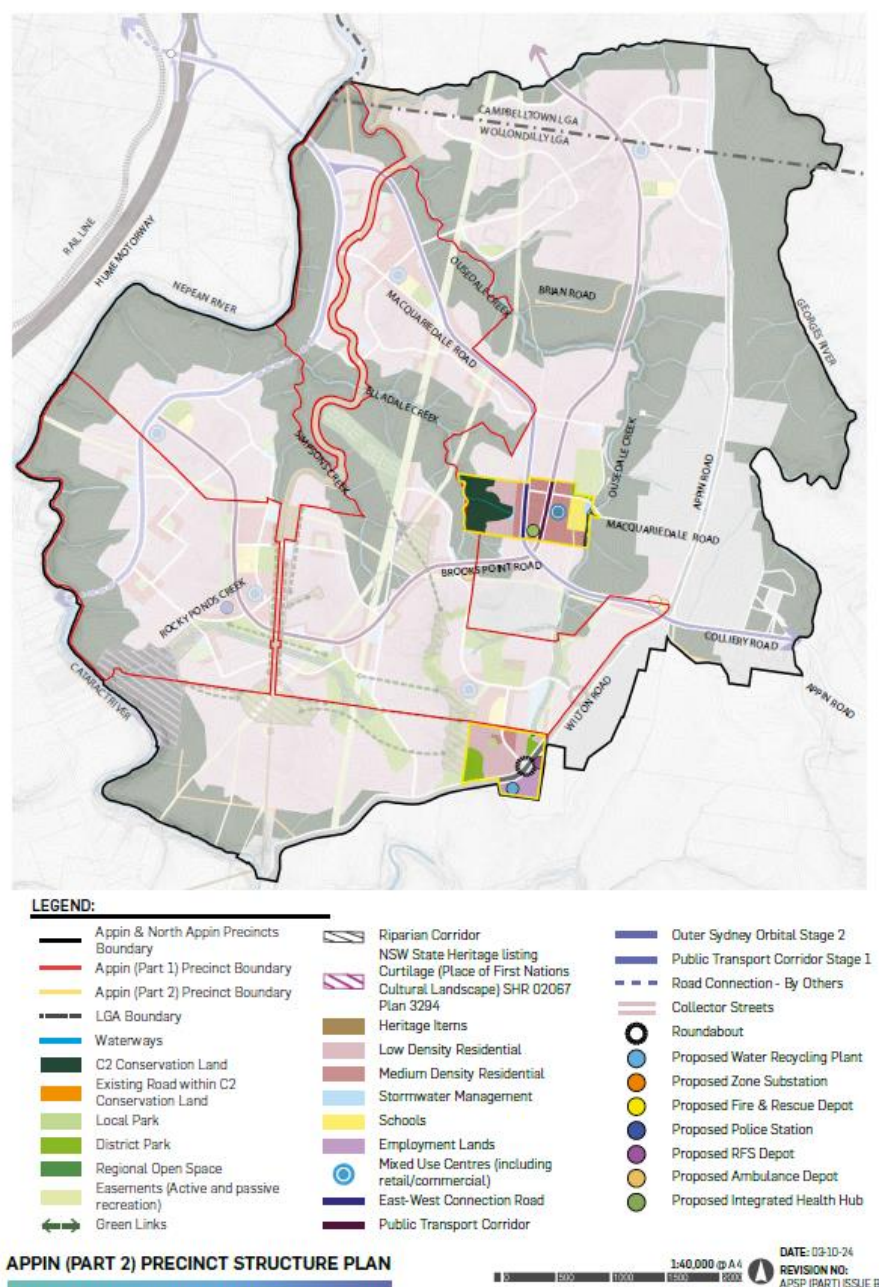 CAMPBELLTOWN LGA
WOLLONDILLY LGA
RAIL LINE
HUME MOTORWAY
NEPEAN RIVER
OUSEDALE CREEK
BRIAN ROAD
GEORGES RIVER
MACQUARIEDALE ROAD
ELLADALE CREEK
SIMPSONS CREEK
OUSEDALE CREEK
APPIN ROAD
MACQUARIEDALE ROAD
BROOKS POINT ROAD
ROCKY PONDS CREEK
COLLIERY ROAD
CATARACT RIVER
WILTON ROAD
APPIN ROAD
LEGEND:
Appin & North Appin Precincts
Boundary
Appin (Part 1) Precinct Boundary
Appin (Part 2) Precinct Boundary
LGA Boundary
Waterways
C2 Conservation Land
Existing Road within C2
Conservation Land
Local Park
District Park
Regional Open Space
Easements (Active and passive
recreation)
Green Links
Riparian Corridor
NSW State Heritage listing
Curtilage (Place of First Nations
Cultural Landscape) SHR 02067
Plan 3294
Heritage Items
Low Density Residential
Medium Density Residential
Stormwater Management
Schools
Employment Lands
Mixed Use Centres (including
retail/commercial)
East-West Connection Road
Public Transport Corridor
Outer Sydney Orbital Stage 2
Public Transport Corridor Stage 1
Road Connection - By Others
Collector Streets
Roundabout
Proposed Water Recycling Plant
Proposed Zone Substation
Proposed Fire & Rescue Depot
Proposed Police Station
Proposed RFS Depot
Proposed Ambulance Depot
Proposed Integrated Health Hub
APPIN (PART 2) PRECINCT STRUCTURE PLAN
1:40,000 @ A4
0 500 1000 1500 2000
DATE: 03-10-24
REVISION NO: